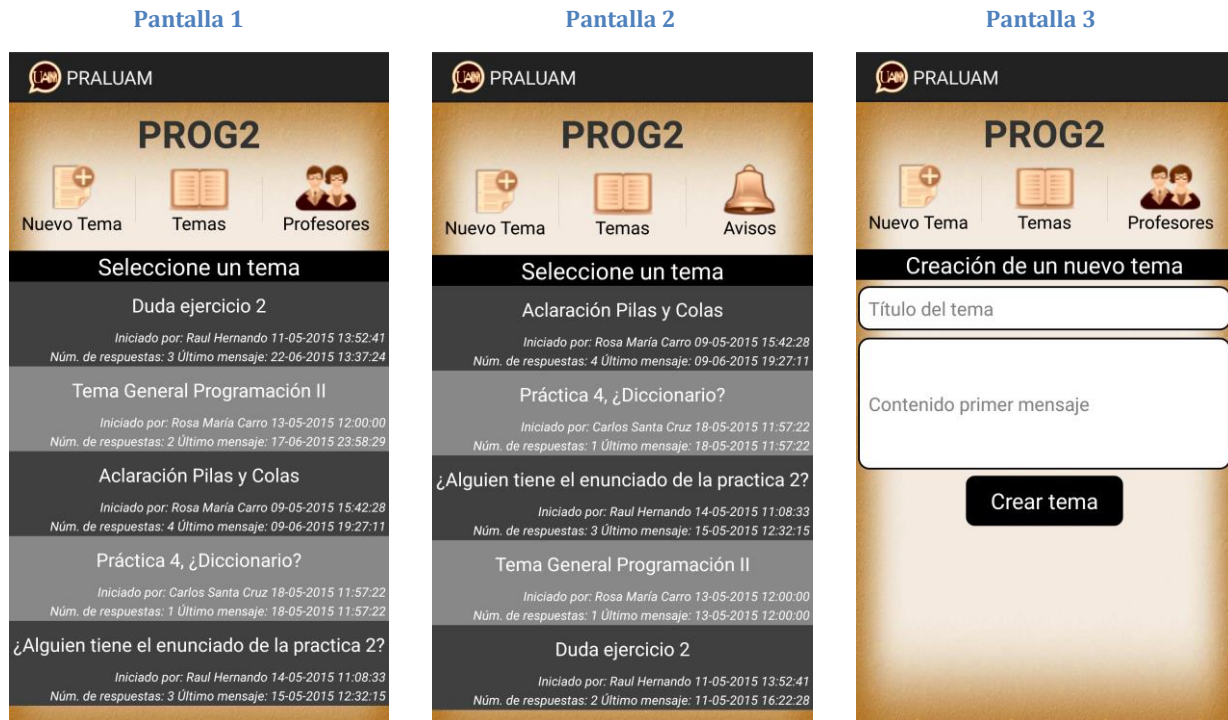 Pantalla 1
UAM PRALUAM
PROG2
Nuevo Tema
Temas
Profesores
Seleccione un tema
Duda ejercicio 2
Iniciado por: Raul Hernando 11-05-2015 13:52:41
Núm. de respuestas: 3 Último mensaje: 22-06-2015 13:37:24
Tema General Programación II
Iniciado por: Rosa María Carro 13-05-2015 12:00:00
Núm. de respuestas: 2 Último mensaje: 17-06-2015 23:58:29
Aclaración Pilas y Colas
Iniciado por: Rosa María Carro 09-05-2015 15:42:28
Núm. de respuestas: 4 Último mensaje: 09-06-2015 19:27:11
Práctica 4, ¿Diccionario?
Iniciado por: Carlos Santa Cruz 18-05-2015 11:57:22
Núm. de respuestas: 1 Último mensaje: 18-05-2015 11:57:22
¿Alguien tiene el enunciado de la practica 2?
Iniciado por: Raul Hernando 14-05-2015 11:08:33
Núm. de respuestas: 3 Último mensaje: 15-05-2015 12:32:15
Pantalla 2
UAM PRALUAM
PROG2
Nuevo Tema
Temas
Avisos
Seleccione un tema
Aclaración Pilas y Colas
Iniciado por: Rosa María Carro 09-05-2015 15:42:28
Núm. de respuestas: 4 Último mensaje: 09-06-2015 19:27:11
Práctica 4, ¿Diccionario?
Iniciado por: Carlos Santa Cruz 18-05-2015 11:57:22
Núm. de respuestas: 1 Último mensaje: 18-05-2015 11:57:22
¿Alguien tiene el enunciado de la practica 2?
Iniciado por: Raul Hernando 14-05-2015 11:08:33
Núm. de respuestas: 3 Último mensaje: 15-05-2015 12:32:15
Tema General Programación II
Iniciado por: Rosa María Carro 13-05-2015 12:00:00
Núm. de respuestas: 1 Último mensaje: 13-05-2015 12:00:00
Duda ejercicio 2
Iniciado por: Raul Hernando 11-05-2015 13:52:41
Núm. de respuestas: 2 Último mensaje: 11-05-2015 16:22:28
Pantalla 3
UAM PRALUAM
PROG2
Nuevo Tema
Temas
Profesores
Creación de un nuevo tema
Título del tema
Contenido primer mensaje
Crear tema